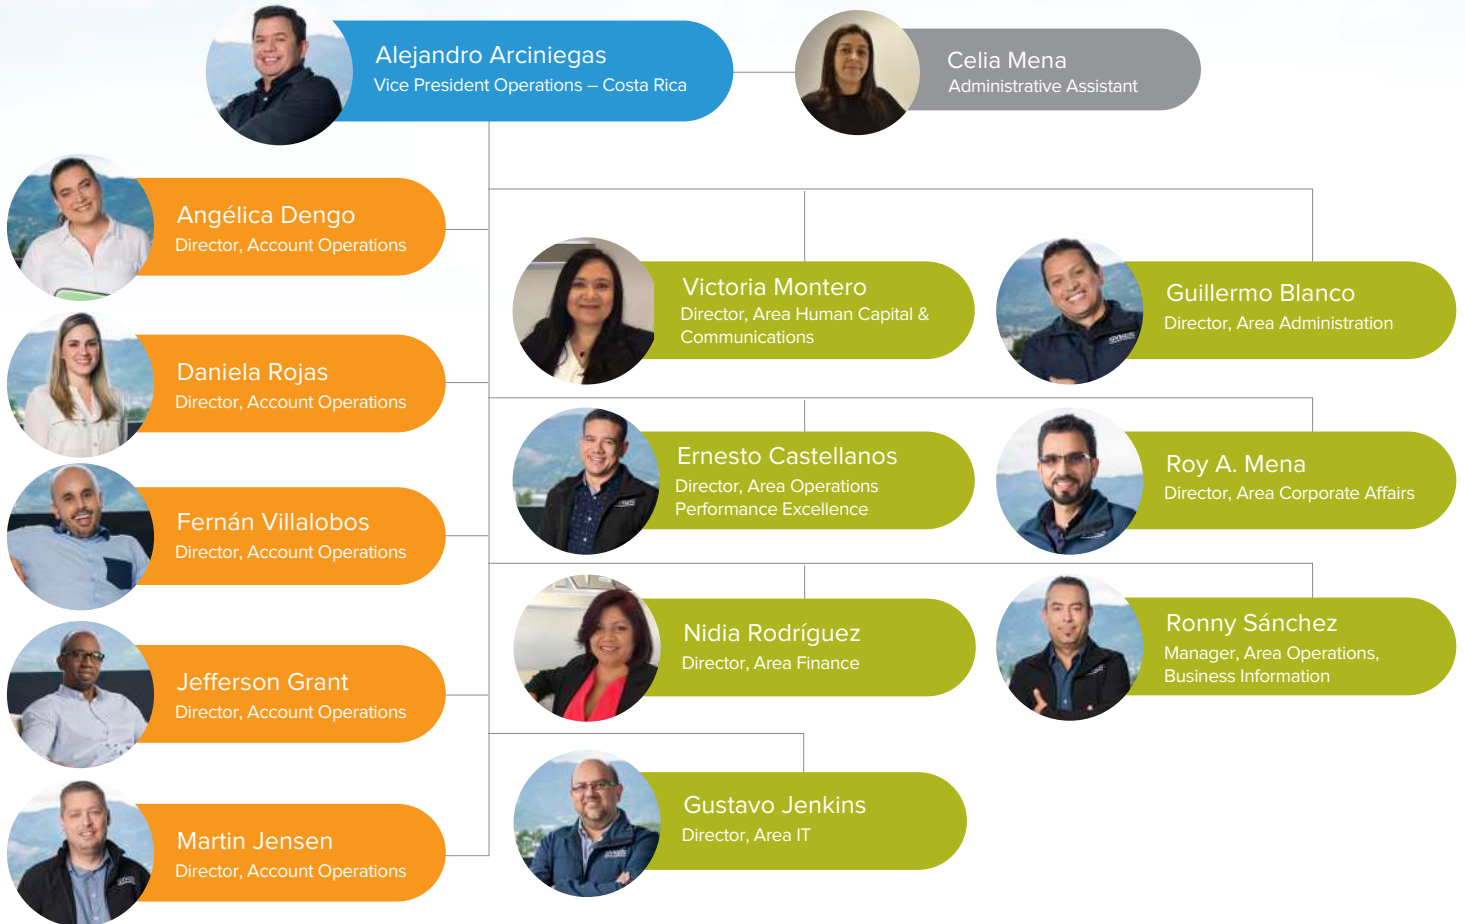 Alejandro Arciniegas
Vice President Operations – Costa Rica
Celia Mena
Administrative Assistant
Angélica Dengo
Director, Account Operations
Daniela Rojas
Director, Account Operations
Fernán Villalobos
Director, Account Operations
Jefferson Grant
Director, Account Operations
Martin Jensen
Director, Account Operations
Victoria Montero
Director, Area Human Capital &
Communications
Guillermo Blanco
Director, Area Administration
Ernesto Castellanos
Director, Area Operations
Performance Excellence
Roy A. Mena
Director, Area Corporate Affairs
Nidia Rodríguez
Director, Area Finance
Ronny Sánchez
Manager, Area Operations,
Business Information
Gustavo Jenkins
Director, Area IT